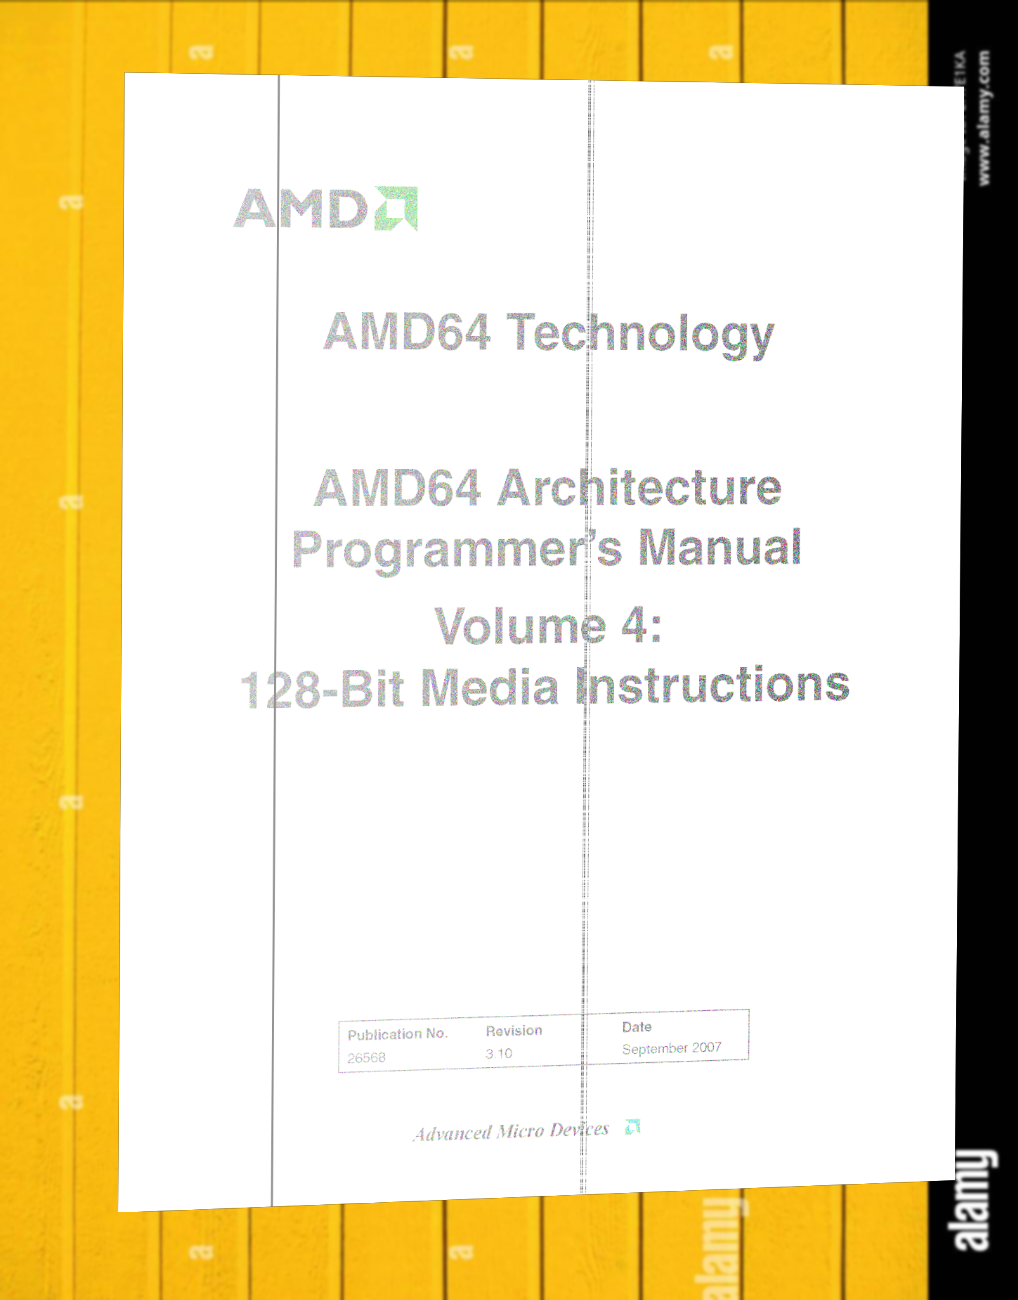 AMD
AMD64 Technology
AMD64 Architecture
Programmer's Manual
Volume 4:
128-Bit Media Instructions
Publication No. Revision Date
26568 3.10 September 2007
Advanced Micro Devices
www.alamy.com
alamy
alamy
a
a
a
a
a
a
a
a
a